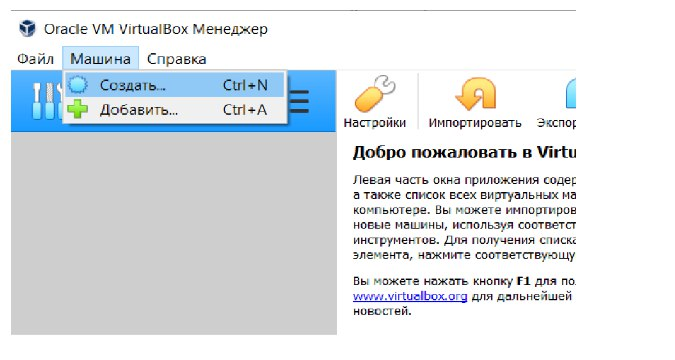 Oracle VM VirtualBox Менеджер
Файл Машина Справка
Создать... Ctrl+N
Добавить... Ctrl+A
Настройки Импортировать Экспор
Добро пожаловать в Virtu
Левая часть окна приложения содер
а также список всех виртуальных ма
компьютере. Вы можете импортиров
новые машины, используя соответст
инструментов. Для получения списка
элемента, нажмите соответствующу
Вы можете нажать кнопку F1 для по.
www.virtualbox.org для дальнейшей
новостей.